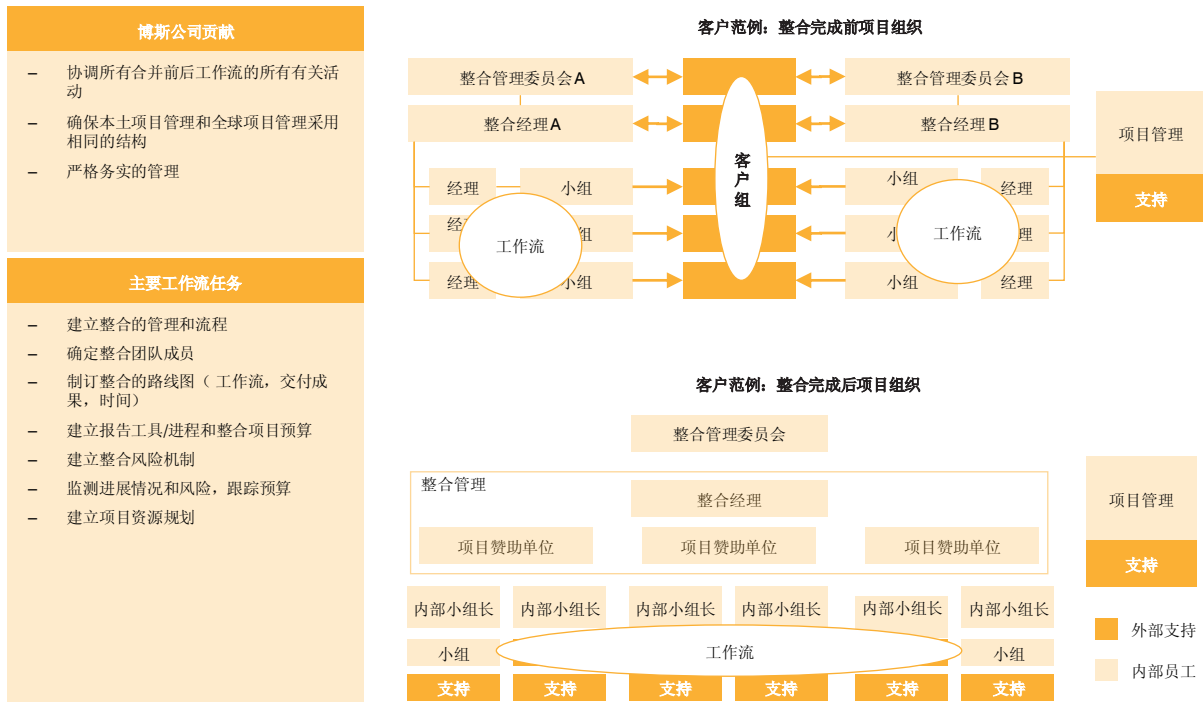 博斯公司贡献
– 协调所有合并前后工作流的所有有关活
动
– 确保本土项目管理和全球项目管理采用
相同的结构
– 严格务实的管理
主要工作流任务
– 建立整合的管理和流程
– 确定整合团队成员
– 制订整合的路线图（ 工作流，交付成
果，时间）
– 建立报告工具/进程和整合项目预算
– 建立整合风险机制
– 监测进展情况和风险，跟踪预算
– 建立项目资源规划
客户范例：整合完成前项目组织
整合管理委员会A
整合管理委员会B
整合经理A
整合经理B
客户组
经理
小组
小组
经理
经
组
小
理
工作流
工作流
经理
小组
小组
经理
项目管理
支持
客户范例：整合完成后项目组织
整合管理委员会
整合管理
整合经理
项目赞助单位
项目赞助单位
项目赞助单位
内部小组长
内部小组长
内部小组长
内部小组长
内部小组长
内部小组长
小组
工作流
小组
支持
支持
支持
支持
支持
支持
项目管理
支持
外部支持
内部员工